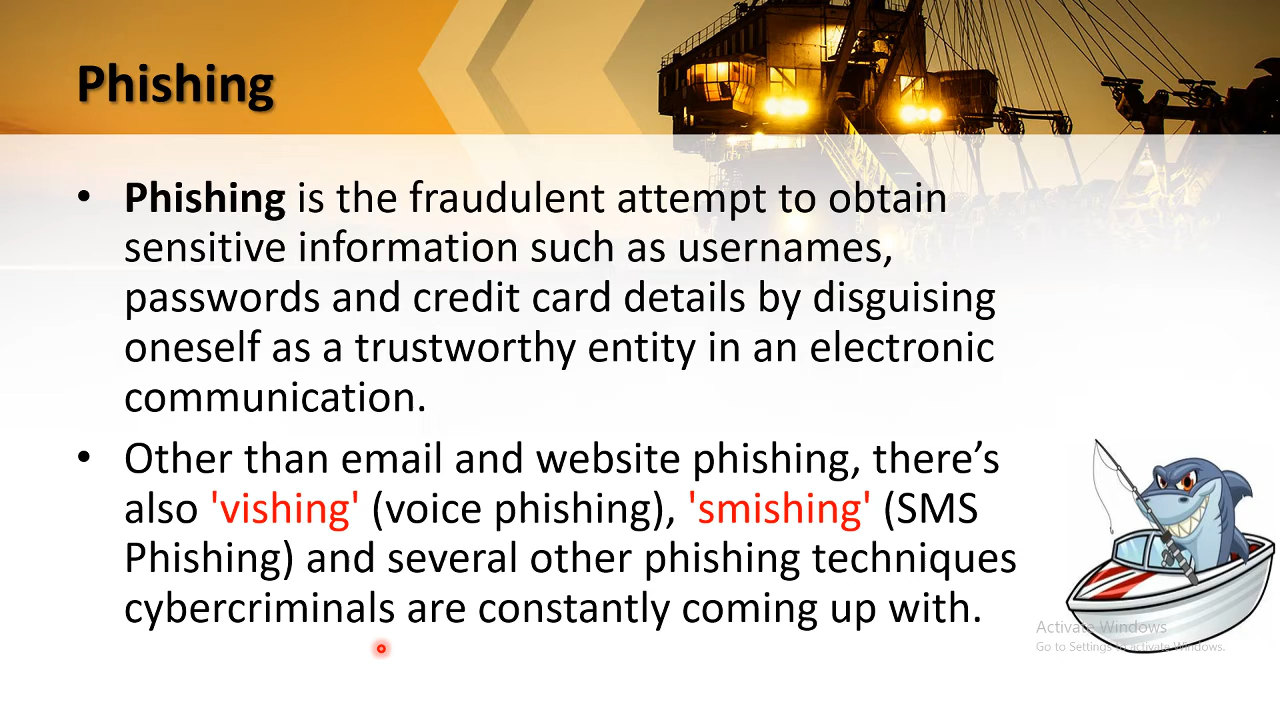 Phishing
• Phishing is the fraudulent attempt to obtain
sensitive information such as usernames,
passwords and credit card details by disguising
oneself as a trustworthy entity in an electronic
communication.
• Other than email and website phishing, there’s
also 'vishing' (voice phishing), 'smishing' (SMS
Phishing) and several other phishing techniques
cybercriminals are constantly coming up with.
Activate Windows
Go to Settings to activate Windows.